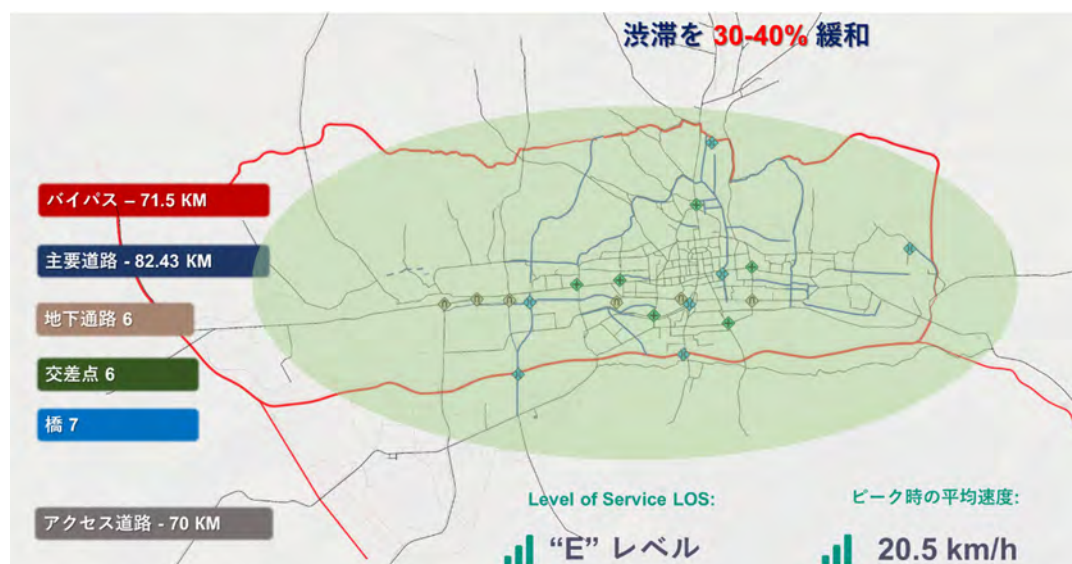 渋滞を 30-40% 緩和
バイパス – 71.5 KM
主要道路 - 82.43 KM
地下通路 6
交差点 6
橋 7
アクセス道路 - 70 KM
Level of Service LOS:
“E” レベル
ピーク時の平均速度:
20.5 km/h